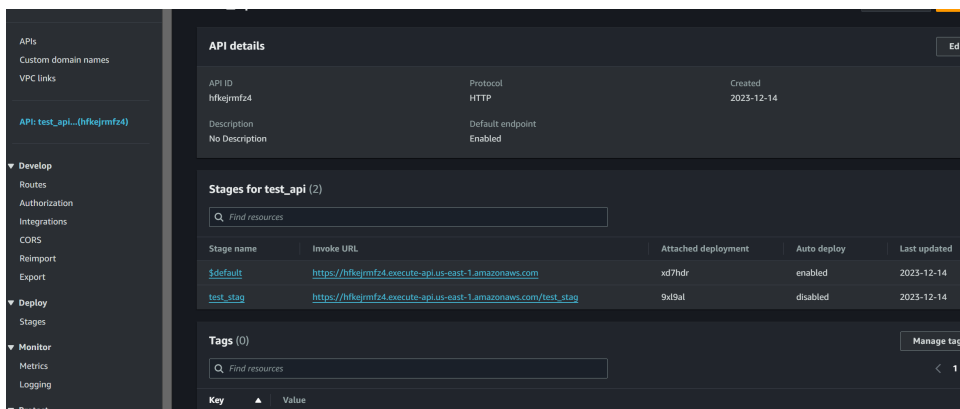 APIs
Custom domain names
VPC links
API: test_api...(hfkejrmfz4)
Develop
Routes
Authorization
Integrations
CORS
Reimport
Export
Deploy
Stages
Monitor
Metrics
Logging
API details
Ed
API ID Protocol Created
hfkejrmfz4 HTTP 2023-12-14
Description Default endpoint
No Description Enabled
Stages for test_api (2)
Find resources
Stage name Invoke URL Attached deployment Auto deploy Last updated
$default https://hfkejrmfz4.execute-api.us-east-1.amazonaws.com xd7hdr enabled 2023-12-14
test_stag https://hfkejrmfz4.execute-api.us-east-1.amazonaws.com/test_stag 9xl9al disabled 2023-12-14
Tags (0)
Manage tag
Find resources
1
Key Value